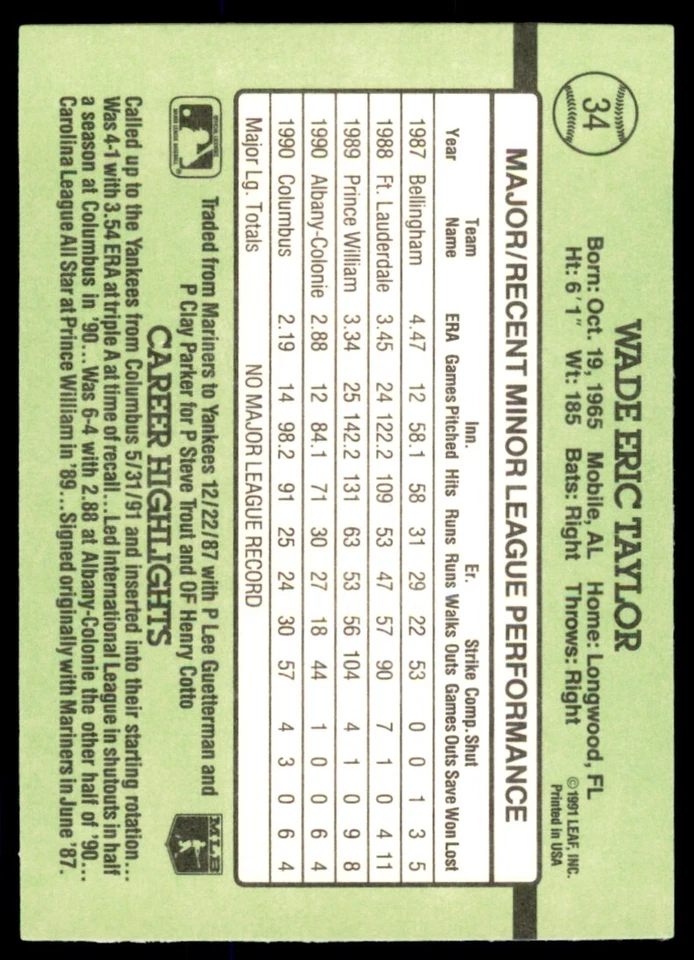 34
WADE ERIC TAYLOR
Born: Oct. 19, 1965 Mobile, AL Home: Longwood, FL
Ht: 6'1" Wt: 185 Bats: Right Throws: Right
©1991 LEAF, INC.
Printed in USA
MAJOR/RECENT MINOR LEAGUE PERFORMANCE
Team Inn. Er. Strike Comp. Shut
Year Name ERA Games Pitched Hits Runs Runs Walks Outs Games Outs Save Won Lost
1987 Bellingham 4.47 12 58.1 58 31 29 22 53 0 0 1 3 5
1988 Ft. Lauderdale 3.45 24 122.2 109 53 47 57 90 7 1 0 4 11
1989 Prince William 3.34 25 142.2 131 63 53 56 104 4 1 0 9 8
1990 Albany-Colonie 2.88 12 84.1 71 30 27 18 44 1 0 0 6 4
1990 Columbus 2.19 14 98.2 91 25 24 30 57 4 3 0 6 4
Major Lg. Totals NO MAJOR LEAGUE RECORD
Traded from Mariners to Yankees 12/22/87 with P Lee Guetterman and
P Clay Parker for P Steve Trout and OF Henry Cotto
MLB
CAREER HIGHLIGHTS
Called up to the Yankees from Columbus 5/31/91 and inserted into their starting rotation...
Was 4-1 with 3.54 ERA at triple A at time of recall...Led International League in shutouts in half
a season at Columbus in '90...Was 6-4 with 2.88 at Albany-Colonie the other half of '90...
Carolina League All Star at Prince William in '89...Signed originally with Mariners in June '87.